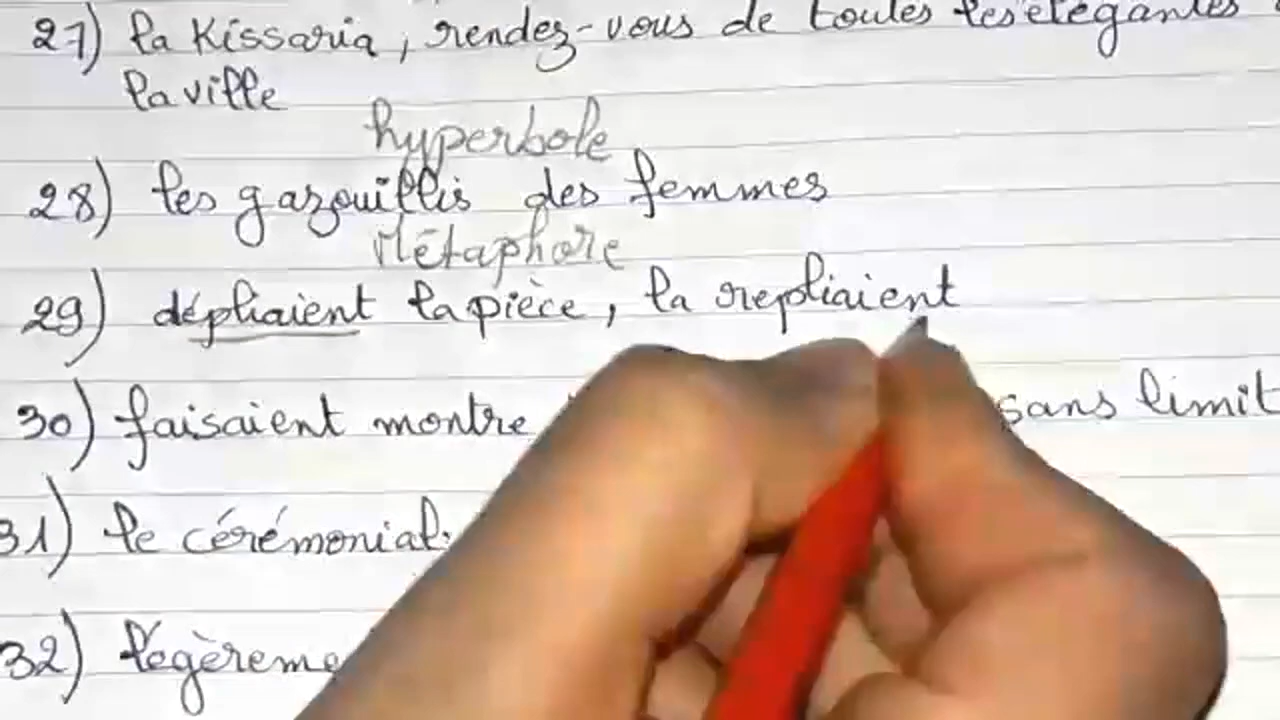 27) la Kissaria, rendez-vous de toutes les élégantes
la ville
hyperbole
28) les gazouillis des femmes
Métaphore
29) dépliaient la pièce, la repliaient
30) faisaient montre sans limit
31) le cérémonial
32) légèreme